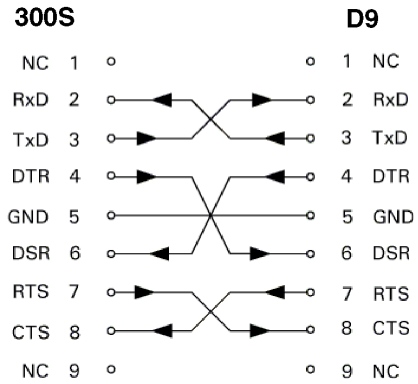 300S D9
NC 1 1 NC
RxD 2 2 RxD
TxD 3 3 TxD
DTR 4 4 DTR
GND 5 5 GND
DSR 6 6 DSR
RTS 7 7 RTS
CTS 8 8 CTS
NC 9 9 NC